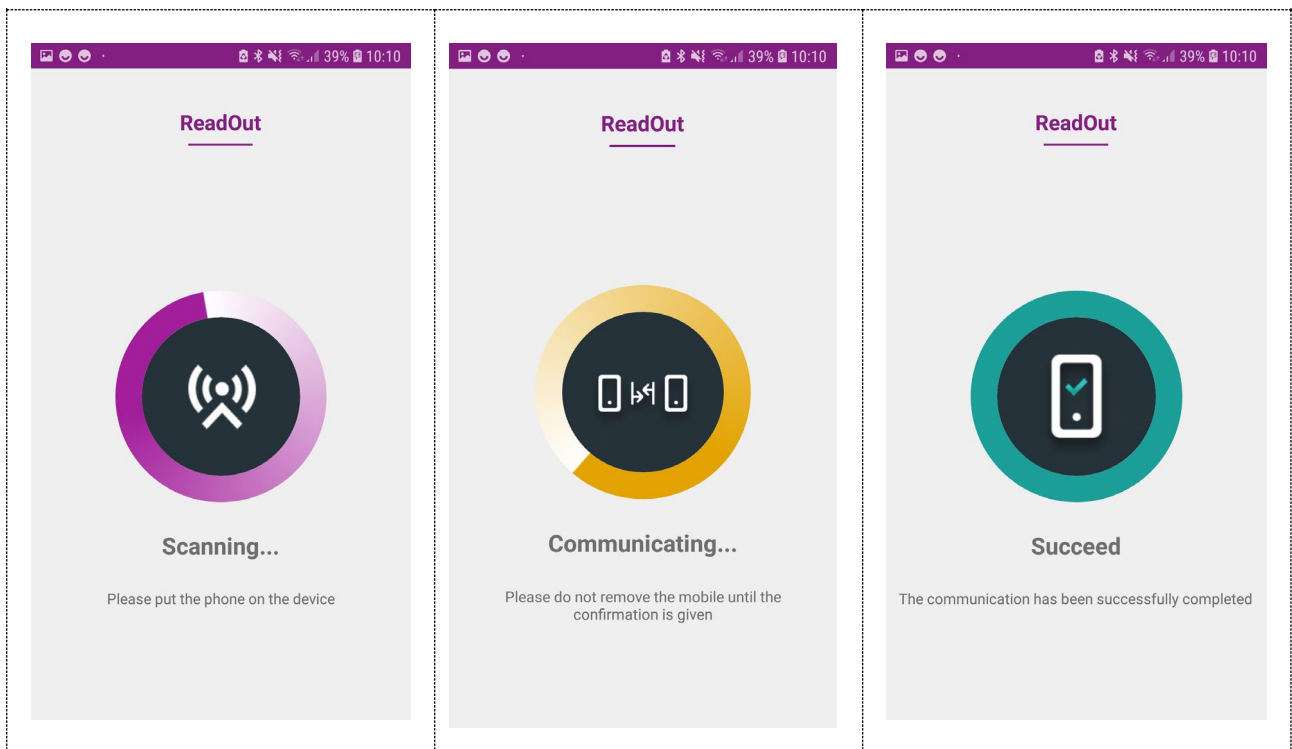 39% 10:10
ReadOut
Scanning...
Please put the phone on the device
39% 10:10
ReadOut
Communicating...
Please do not remove the mobile until the
confirmation is given
39% 10:10
ReadOut
Succeed
The communication has been successfully completed